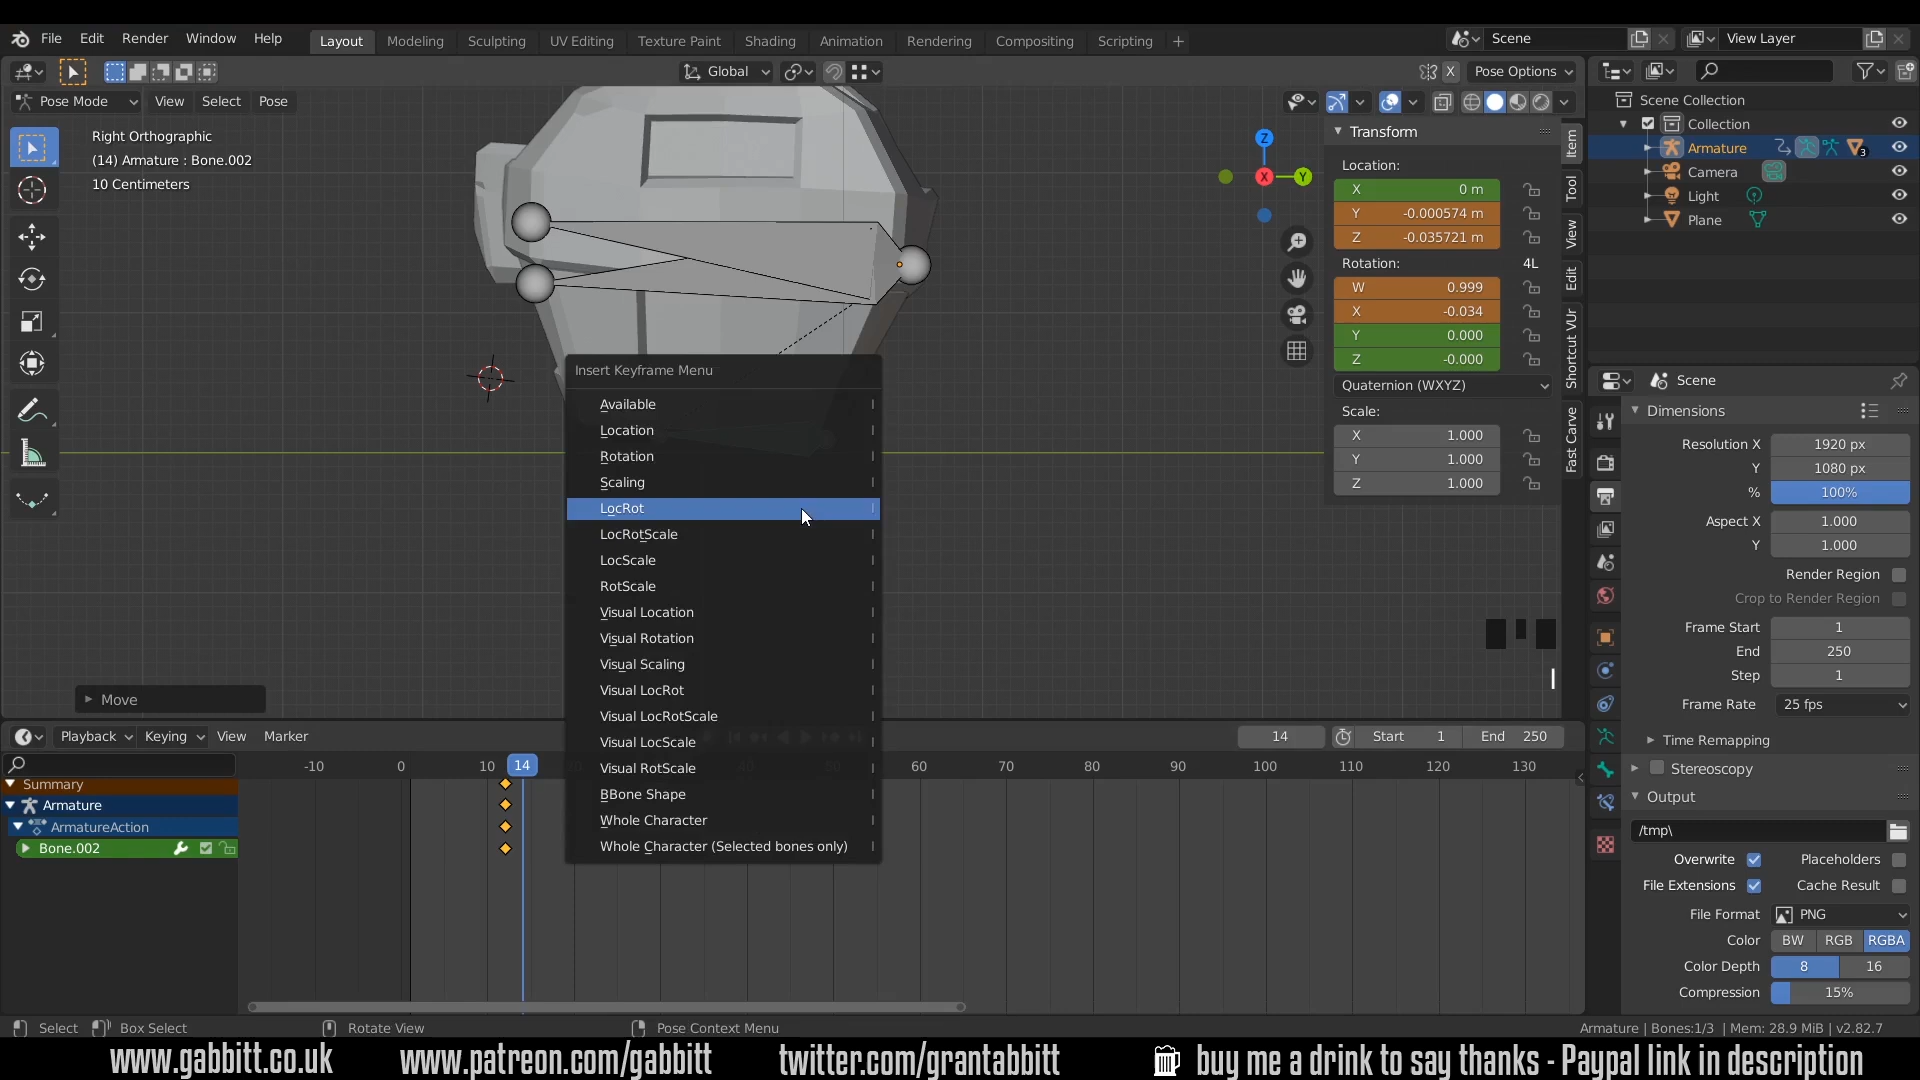 File Edit Render Window Help
Layout Modeling Sculpting UV Editing Texture Paint Shading Animation Rendering Compositing Scripting +
Scene View Layer
Global X Pose Options
Pose Mode View Select Pose
Right Orthographic
(14) Armature : Bone.002
10 Centimeters
Z
X Y
Transform
Location:
X 0 m
Y -0.000574 m
Z -0.035721 m
Rotation: 4L
W 0.999
X -0.034
Y 0.000
Z -0.000
Quaternion (WXYZ)
Scale:
X 1.000
Y 1.000
Z 1.000
Item
Tool
View
Edit
Shortcut VUr
Fast Carve
Scene Collection
Collection
Armature 3
Camera
Light
Plane
Insert Keyframe Menu
Available I
Location I
Rotation I
Scaling I
LocRot I
LocRotScale I
LocScale I
RotScale I
Visual Location I
Visual Rotation I
Visual Scaling I
Visual LocRot I
Visual LocRotScale I
Visual LocScale I
Visual RotScale I
BBone Shape I
Whole Character I
Whole Character (Selected bones only) I
Move
Scene
Dimensions
Resolution X 1920 px
Y 1080 px
% 100%
Aspect X 1.000
Y 1.000
Render Region
Crop to Render Region
Frame Start 1
End 250
Step 1
Frame Rate 25 fps
Time Remapping
Stereoscopy
Output
/tmp\
Overwrite Placeholders
File Extensions Cache Result
File Format PNG
Color BW RGB RGBA
Color Depth 8 16
Compression 15%
Playback Keying View Marker 14 Start 1 End 250
-10 0 10 14 60 70 80 90 100 110 120 130
Summary
Armature
ArmatureAction
Bone.002
Select Box Select Rotate View Pose Context Menu Armature | Bones:1/3 | Mem: 28.9 MiB | v2.82.7
www.gabbitt.co.uk www.patreon.com/gabbitt twitter.com/grantabbitt buy me a drink to say thanks - Paypal link in description